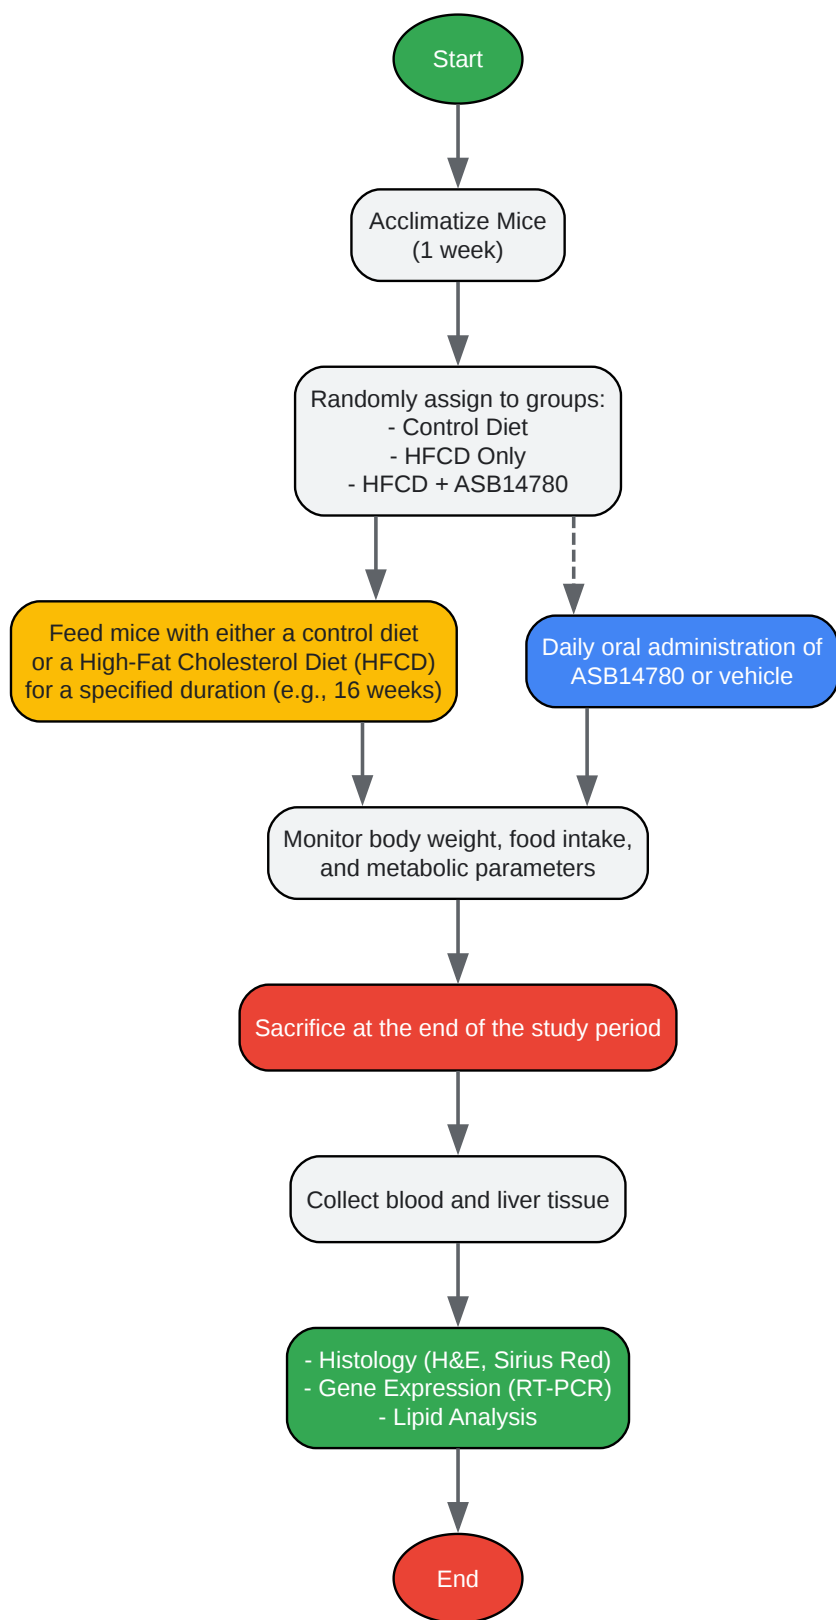 Start
Acclimatize Mice
(1 week)
Randomly assign to groups:
- Control Diet
- HFCD Only
- HFCD + ASB14780
Feed mice with either a control diet
or a High-Fat Cholesterol Diet (HFCD)
for a specified duration (e.g., 16 weeks)
Daily oral administration of
ASB14780 or vehicle
Monitor body weight, food intake,
and metabolic parameters
Sacrifice at the end of the study period
Collect blood and liver tissue
- Histology (H&E, Sirius Red)
- Gene Expression (RT-PCR)
- Lipid Analysis
End